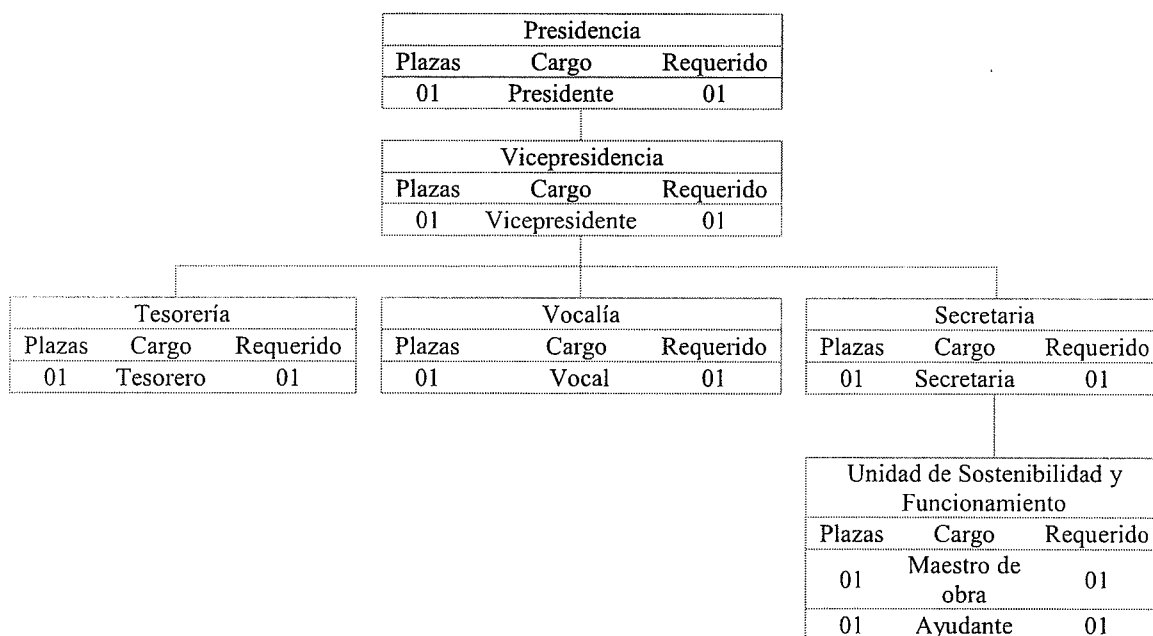 Presidencia
Plazas Cargo Requerido
01 Presidente 01
Vicepresidencia
Plazas Cargo Requerido
01 Vicepresidente 01
Tesorería
Plazas Cargo Requerido
01 Tesorero 01
Vocalía
Plazas Cargo Requerido
01 Vocal 01
Secretaria
Plazas Cargo Requerido
01 Secretaria 01
Unidad de Sostenibilidad y
Funcionamiento
Plazas Cargo Requerido
01 Maestro de obra 01
01 Ayudante 01